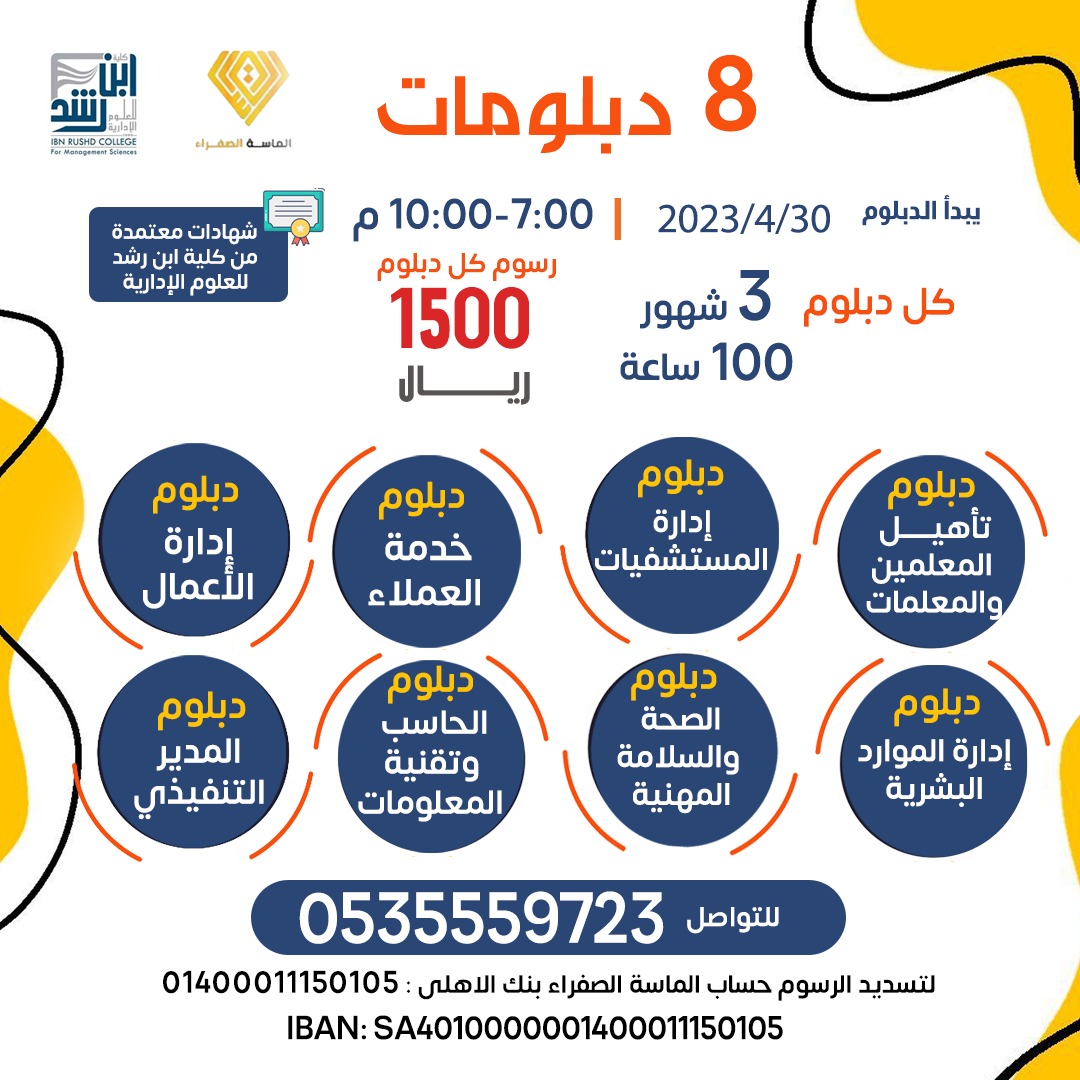 كلية
ابن رشد
للعلوم الإدارية
IBN RUSHD COLLEGE
For Management Sciences
الماسة الصفراء
8 دبلومات
يبدأ الدبلوم 2023/4/30 | 7:00-10:00 م
شهادات معتمدة
من كلية ابن رشد
للعلوم الإدارية
كل دبلوم 3 شهور
100 ساعة
رسوم كل دبلوم
1500
ريال
دبلوم
تأهيل
المعلمين
والمعلمات
دبلوم
إدارة
المستشفيات
دبلوم
خدمة
العملاء
دبلوم
إدارة
الأعمال
دبلوم
إدارة الموارد
البشرية
دبلوم
الصحة
والسلامة
المهنية
دبلوم
الحاسب
وتقنية
المعلومات
دبلوم
المدير
التنفيذي
للتواصل 0535559723
لتسديد الرسوم حساب الماسة الصفراء بنك الاهلى : 01400011150105
IBAN: SA4010000001400011150105